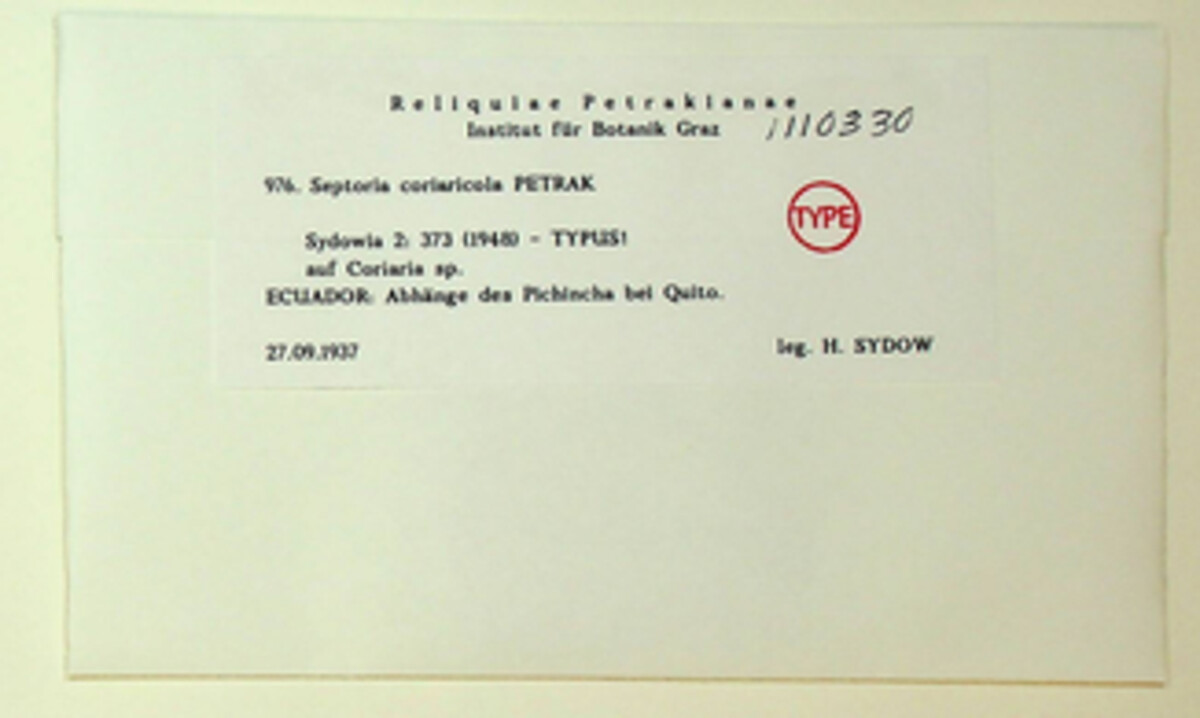 Reliquiae Petrakianae
Institut für Botanik Graz 1110330
976. Septoria coriaricola PETRAK
TYPE
Sydowia 2: 373 (1948) - TYPUS!
auf Coriaria sp.
ECUADOR: Abhänge des Pichincha bei Quito.
27.09.1937 leg. H. SYDOW